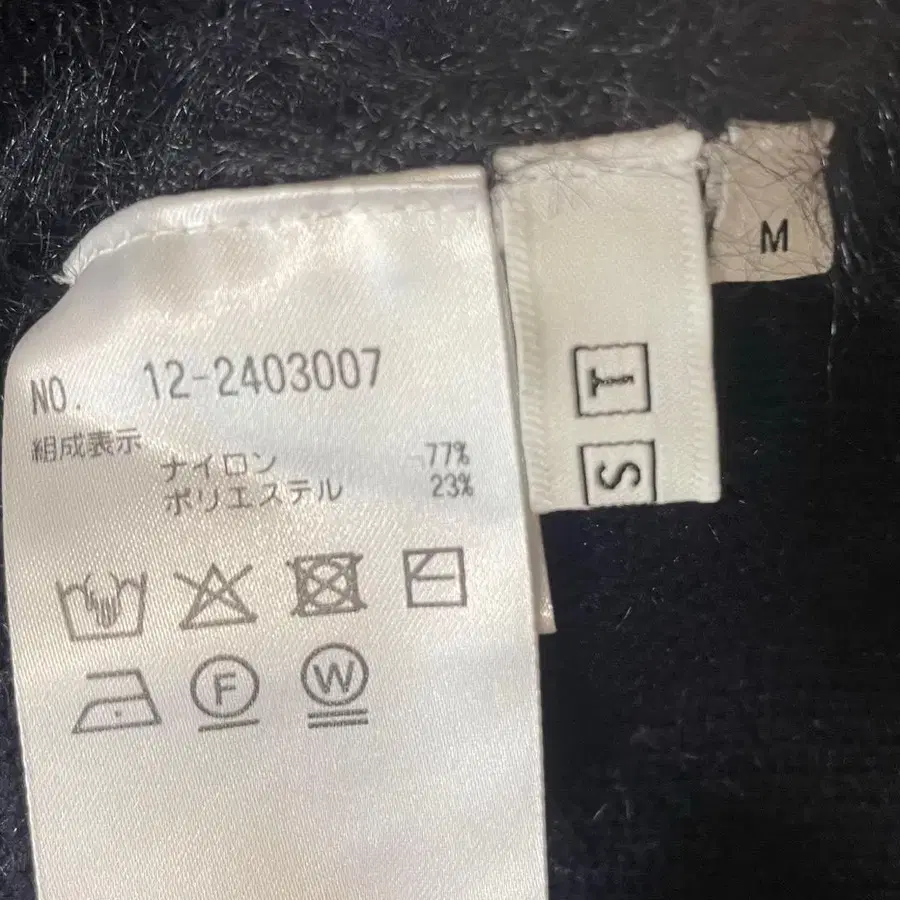 NO. 12-2403007
組成表示
ナイロン 77%
ポリエステル 23%
F W
T
S
M